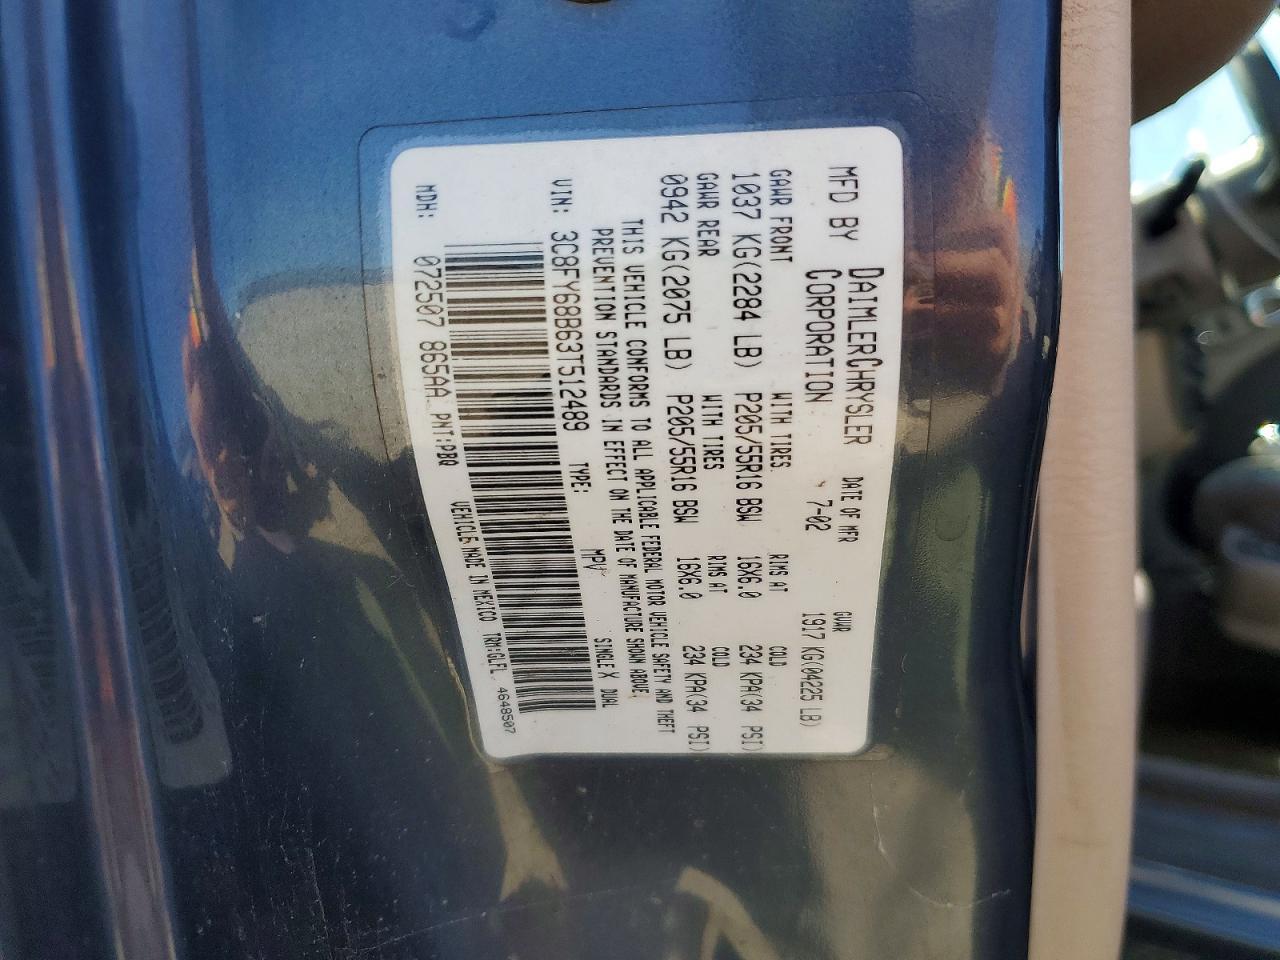 MFD BY DAIMLERCHRYSLER CORPORATION DATE OF MFR 7-02 GVWR 1917 KG(04225 LB)
GAWR FRONT WITH TIRES RIMS AT COLD
1037 KG(2284 LB) P205/55R16 BSW 16X6.0 234 KPA(34 PSI)
GAWR REAR WITH TIRES RIMS AT COLD
0942 KG(2075 LB) P205/55R16 BSW 16X6.0 234 KPA(34 PSI)
THIS VEHICLE CONFORMS TO ALL APPLICABLE FEDERAL MOTOR VEHICLE SAFETY AND THEFT
PREVENTION STANDARDS IN EFFECT ON THE DATE OF MANUFACTURE SHOWN ABOVE.
VIN: 3C8FY68B63T512489 TYPE: MPV SINGLE X DUAL
MDH: 072507 865AA PNT:PBQ VEHICLE MADE IN MEXICO TRM:GLFL 4648507